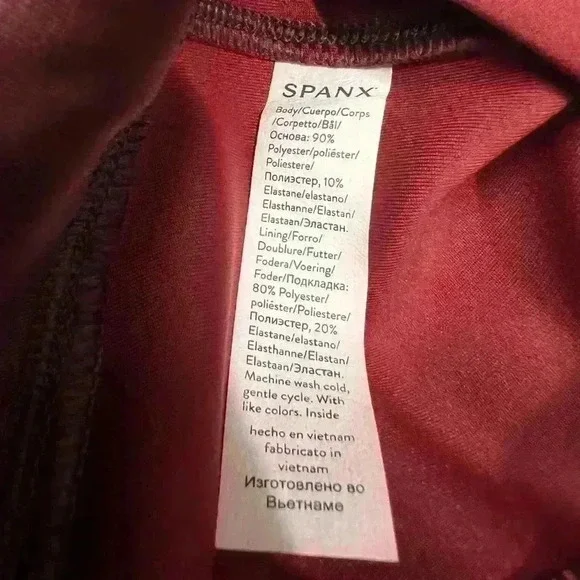 SPANX
Body/Cuerpo/Corps
/Corpetto/Bål/
Основа: 90%
Polyester/poliéster/
Poliestere/
Полиэстер, 10%
Elastane/elastano/
Elasthanne/Elastan/
Elastaan/Эластан.
Lining/Forro/
Doublure/Futter/
Fodera/Voering/
Foder/Подкладка:
80% Polyester/
poliéster/Poliestere/
Полиэстер, 20%
Elastane/elastano/
Elasthanne/Elastan/
Elastaan/Эластан.
Machine wash cold,
gentle cycle. With
like colors. Inside
hecho en vietnam
fabbricato in
vietnam
Изготовлено во
Вьетнаме